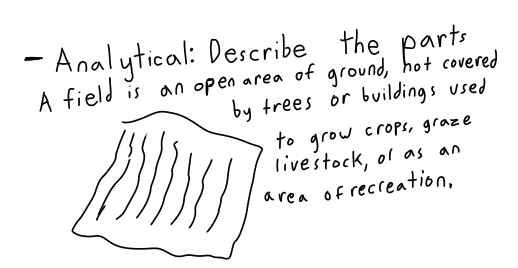 - Analytical: Describe the parts
A field is an open area of ground, not covered
by trees or buildings used
to grow crops, graze
livestock, or as an
area of recreation.